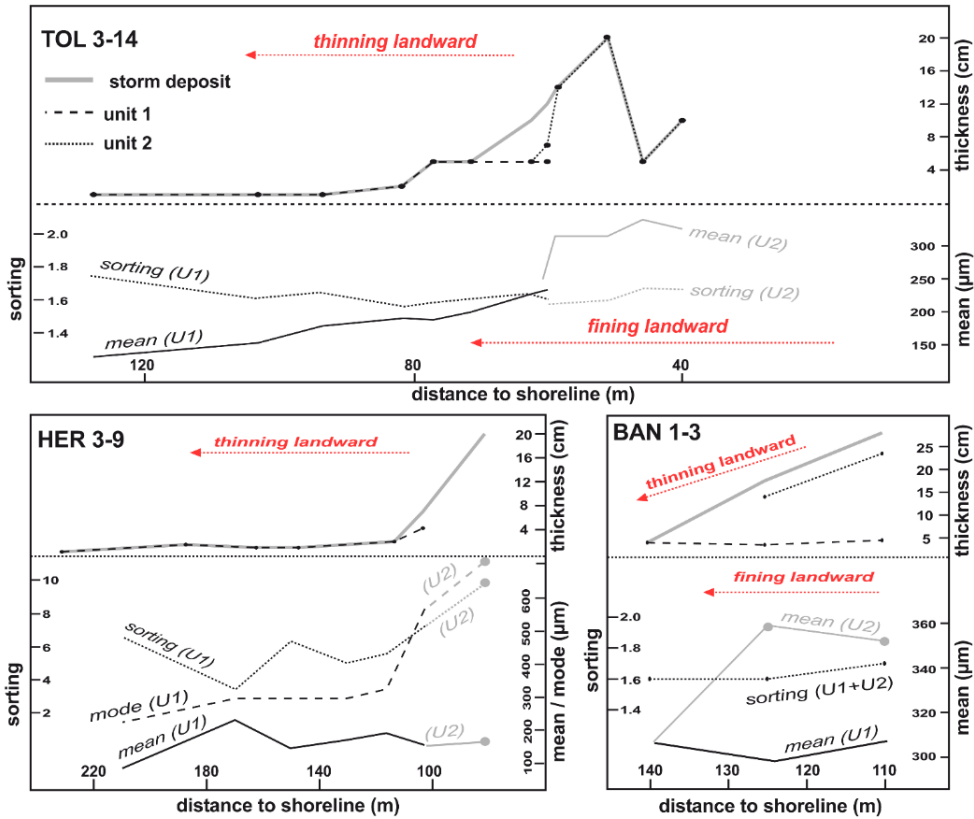 TOL 3-14
thinning landward
storm deposit
unit 1
unit 2
20
16
12
8
4
thickness (cm)
2.0
1.8
1.6
1.4
sorting
sorting (U1)
mean (U1)
mean (U2)
sorting (U2)
fining landward
300
250
200
150
mean (µm)
120
80
40
distance to shoreline (m)
HER 3-9
thinning landward
20
16
12
8
4
thickness (cm)
10
8
6
4
2
sorting
sorting (U1)
mode (U1)
mean (U1)
(U2)
(U2)
(U2)
600
500
400
300
200
100
mean / mode (µm)
220
180
140
100
distance to shoreline (m)
BAN 1-3
thinning landward
25
20
15
10
5
thickness (cm)
fining landward
2.0
1.8
1.6
1.4
sorting
mean (U2)
sorting (U1+U2)
mean (U1)
360
340
310
300
mean (µm)
140
130
120
110
distance to shoreline (m)